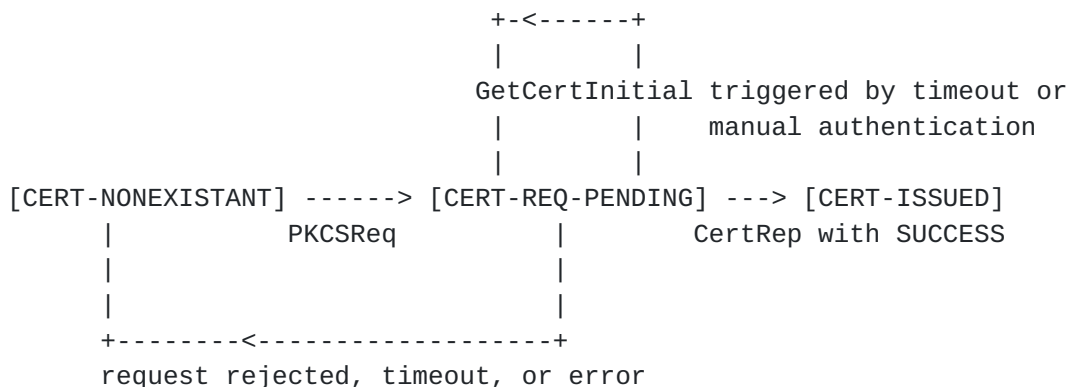 +-<------+
| |
GetCertInitial triggered by timeout or
| | manual authentication
| |
[CERT-NONEXISTANT] ------> [CERT-REQ-PENDING] ---> [CERT-ISSUED]
| PKCSReq | CertRep with SUCCESS
| |
| |
+--------<-------------------+
request rejected, timeout, or error